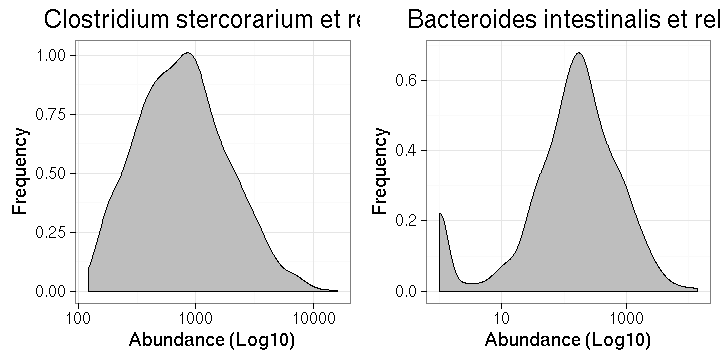 Clostridium stercorarium et re
1.00
0.75
0.50
0.25
0.00
Frequency
100
1000
10000
Abundance (Log10)
Bacteroides intestinalis et rel
0.6
0.4
0.2
0.0
Frequency
10
1000
Abundance (Log10)